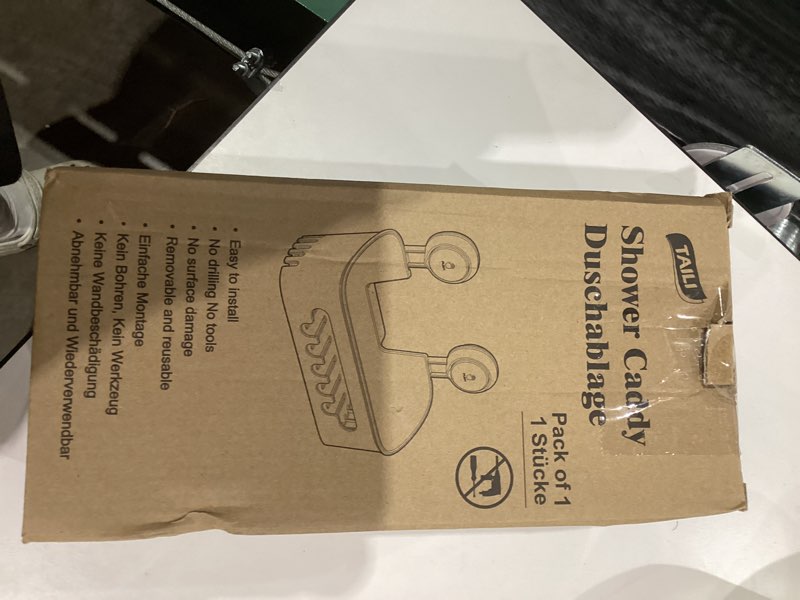 TAILI
Shower Caddy
Duschablage
Pack of 1
1 Stücke
• Easy to install
• No drilling No tools
• No surface damage
• Removable and reusable
• Einfache Montage
• Kein Bohren, Kein Werkzeug
• Keine Wandbeschädigung
• Abnehmbar und Wiederverwendbar